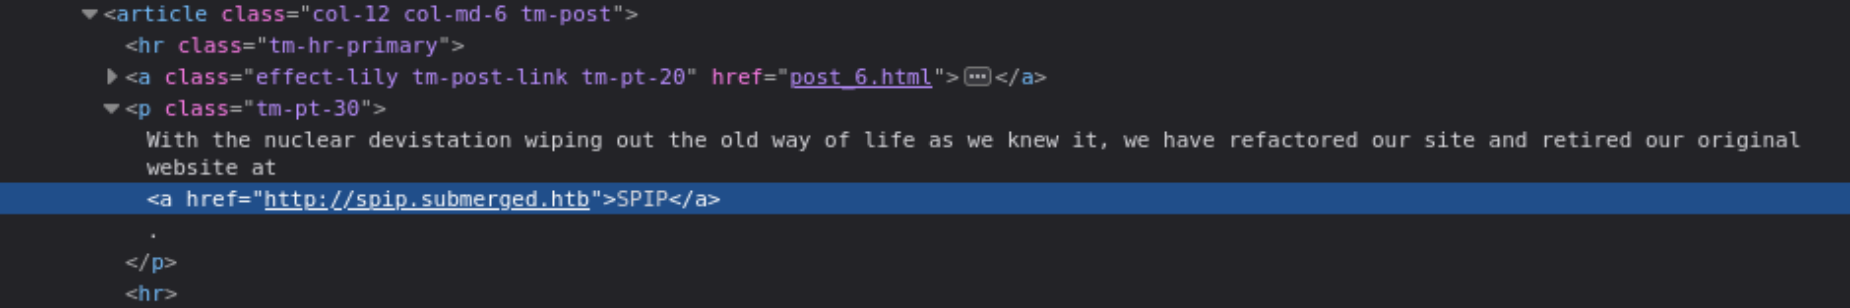 <article class="col-12 col-md-6 tm-post">
<hr class="tm-hr-primary">
<a class="effect-lily tm-post-link tm-pt-20" href="post_6.html">···</a>
<p class="tm-pt-30">
With the nuclear devistation wiping out the old way of life as we knew it, we have refactored our site and retired our original
website at
<a href="http://spip.submerged.htb">SPIP</a>
.
</p>
<hr>